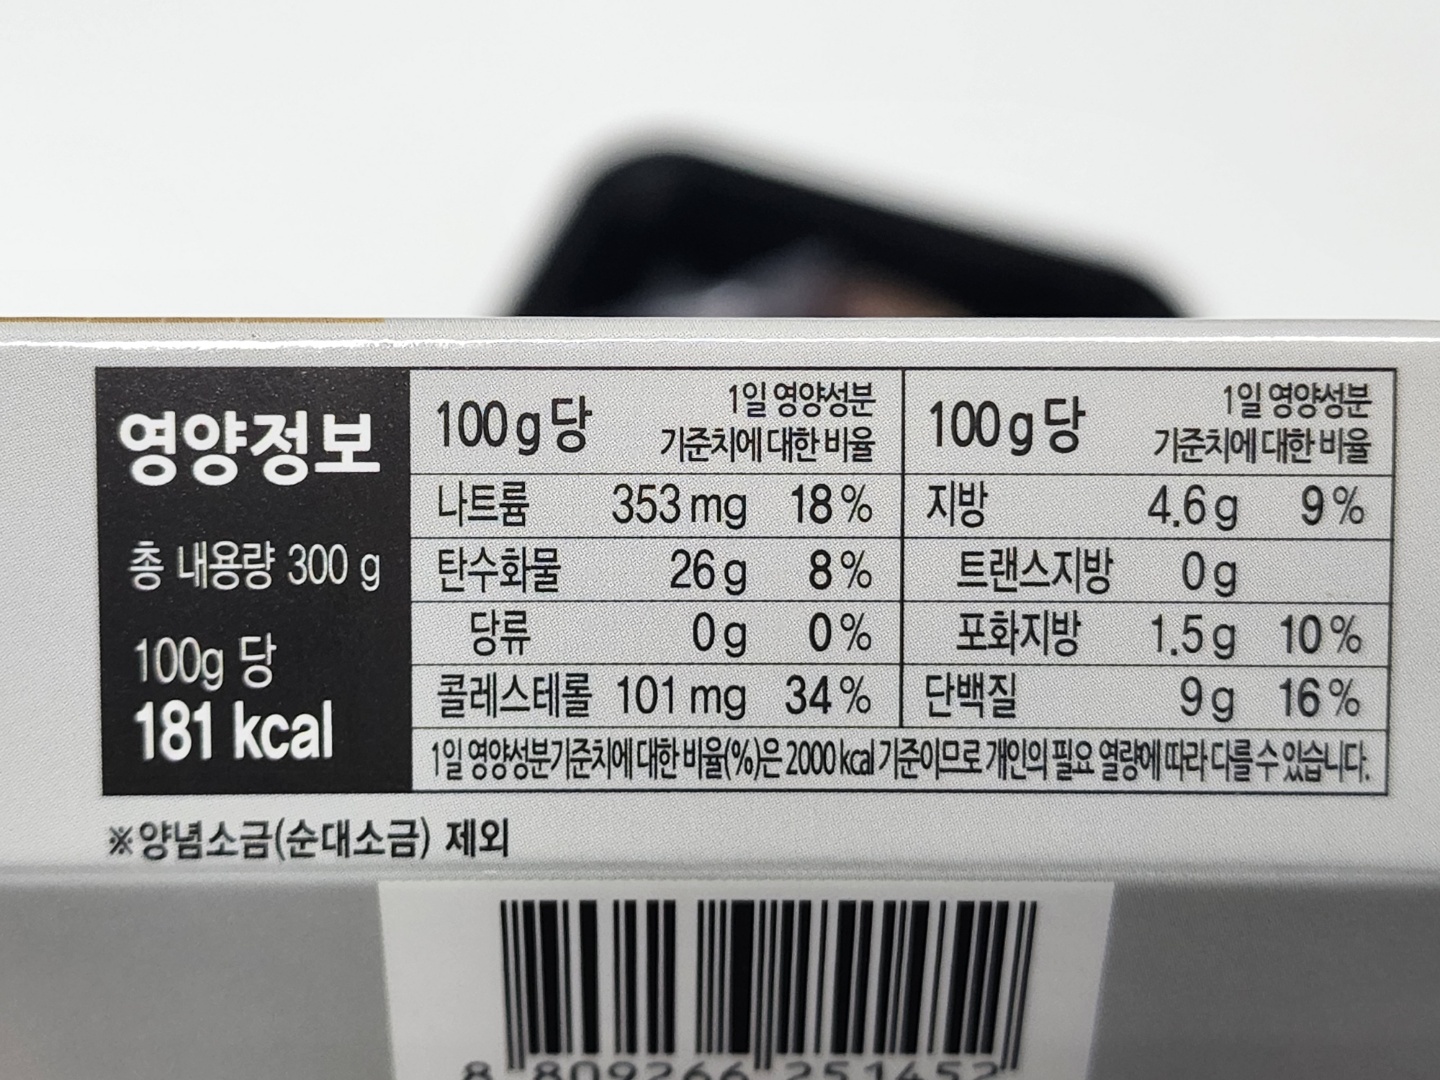 영양정보
총 내용량 300 g
100g 당
181 kcal
100 g 당 1일 영양성분 기준치에 대한 비율
나트륨 353 mg 18 %
탄수화물 26 g 8 %
당류 0 g 0 %
콜레스테롤 101 mg 34 %
100 g 당 1일 영양성분 기준치에 대한 비율
지방 4.6 g 9 %
트랜스지방 0 g
포화지방 1.5 g 10 %
단백질 9 g 16 %
1일 영양성분기준치에 대한 비율(%)은 2000 kcal 기준이므로 개인의 필요 열량에 따라 다를 수 있습니다.
※양념소금(순대소금) 제외
8 809266 251452